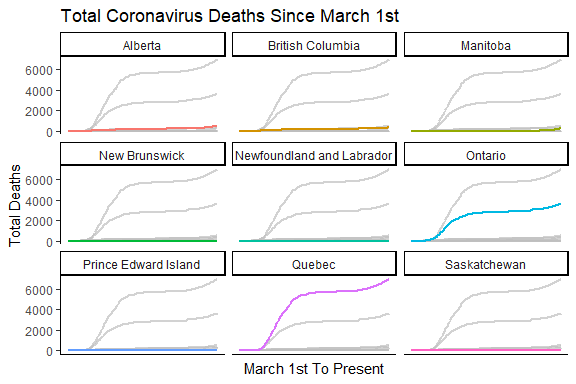 Total Coronavirus Deaths Since March 1st
Alberta
British Columbia
Manitoba
6000
4000
2000
0
New Brunswick
Newfoundland and Labrador
Ontario
6000
4000
2000
0
Total Deaths
Prince Edward Island
Quebec
Saskatchewan
6000
4000
2000
0
March 1st To Present